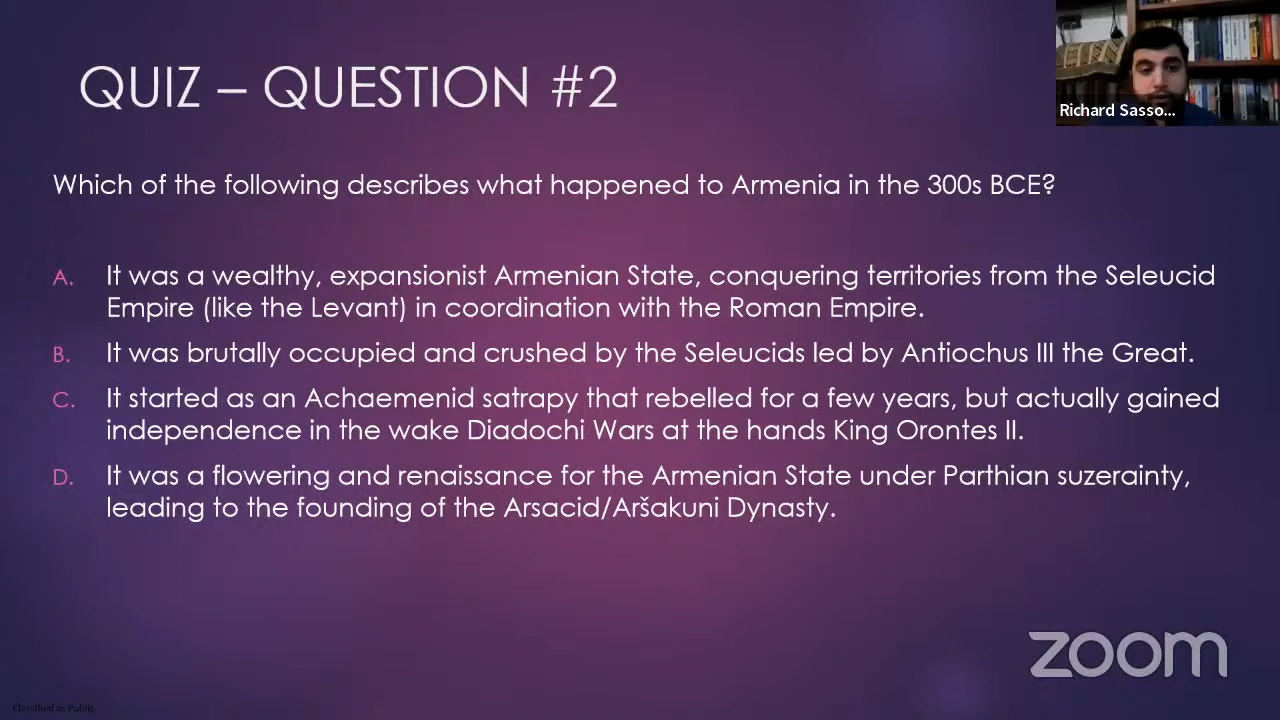 QUIZ – QUESTION #2
Richard Sasso...
Which of the following describes what happened to Armenia in the 300s BCE?
A. It was a wealthy, expansionist Armenian State, conquering territories from the Seleucid
Empire (like the Levant) in coordination with the Roman Empire.
B. It was brutally occupied and crushed by the Seleucids led by Antiochus III the Great.
C. It started as an Achaemenid satrapy that rebelled for a few years, but actually gained
independence in the wake Diadochi Wars at the hands King Orontes II.
D. It was a flowering and renaissance for the Armenian State under Parthian suzerainty,
leading to the founding of the Arsacid/Aršakuni Dynasty.
zoom
Classified as Public